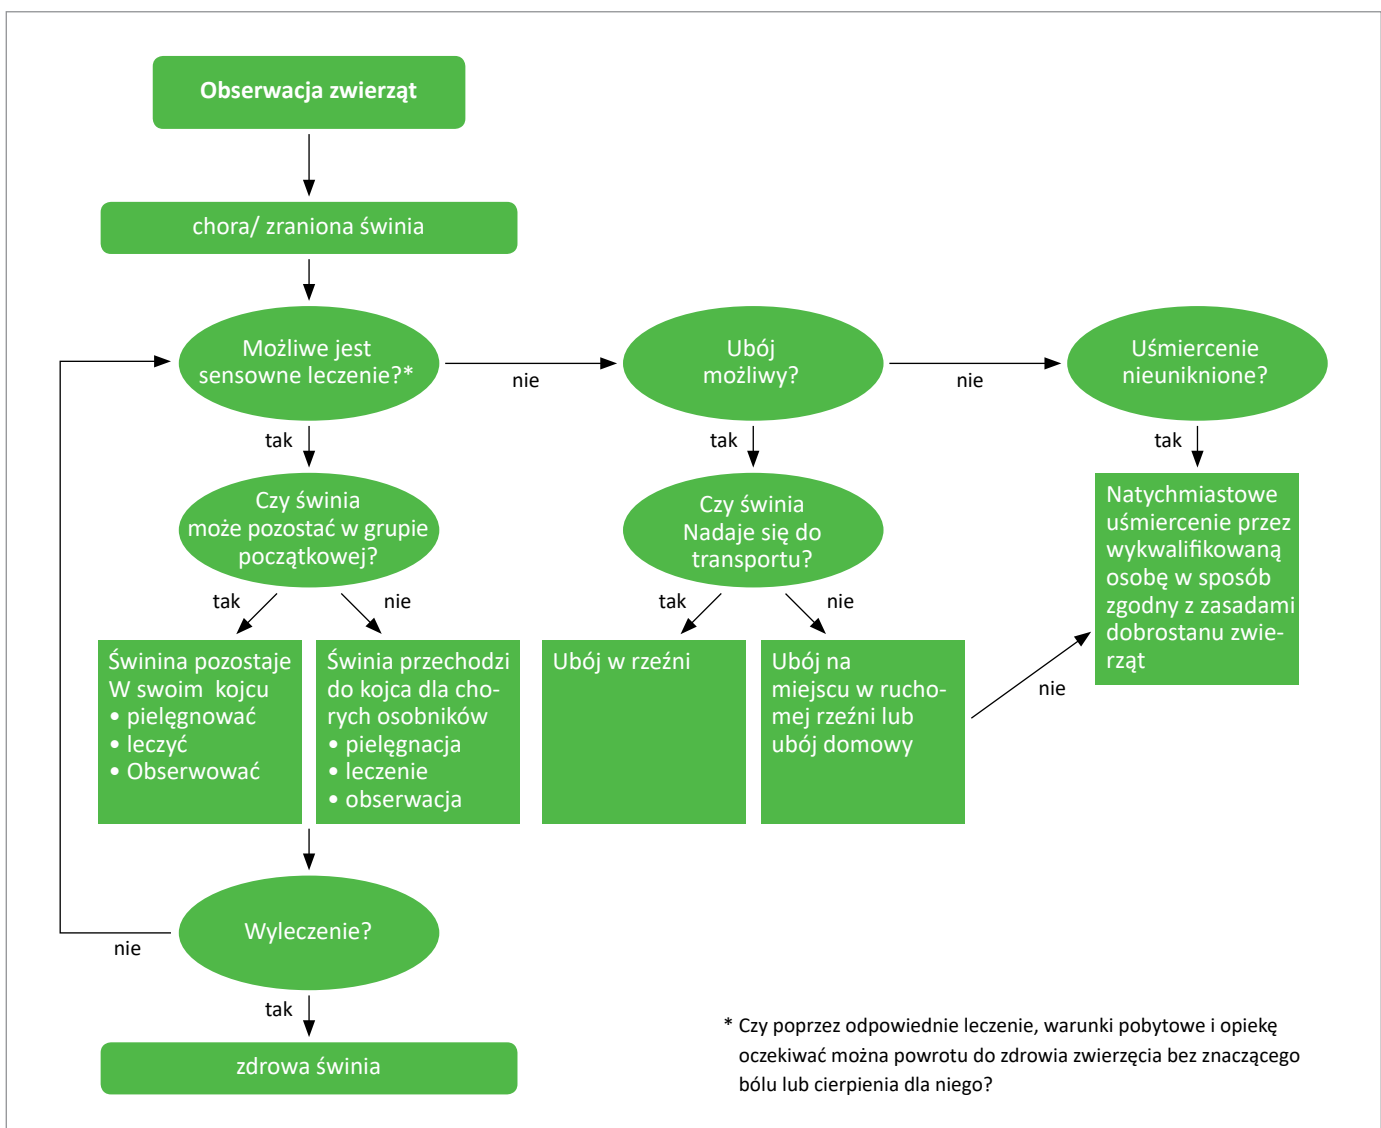 Obserwacja zwierząt
chora/ zraniona świnia
Możliwe jest
sensowne leczenie?*
nie
Ubój
możliwy?
nie
Uśmiercenie
nieuniknione?
tak
tak
tak
Czy świnia
może pozostać w grupie
początkowej?
Czy świnia
Nadaje się do
transportu?
Natychmiastowe
uśmiercenie przez
wykwalifikowaną
osobę w sposób
zgodny z zasadami
dobrostanu zwie-
rząt
tak
nie
tak
nie
Świnina pozostaje
W swoim kojcu
• pielęgnować
• leczyć
• Obserwować
Świnia przechodzi
do kojca dla cho-
rych osobników
• pielęgnacja
• leczenie
• obserwacja
Ubój w rzeźni
Ubój na
miejscu w rucho-
mej rzeźni lub
ubój domowy
nie
Wyleczenie?
nie
tak
zdrowa świnia
* Czy poprzez odpowiednie leczenie, warunki pobytowe i opiekę
oczekiwać można powrotu do zdrowia zwierzęcia bez znaczącego
bólu lub cierpienia dla niego?